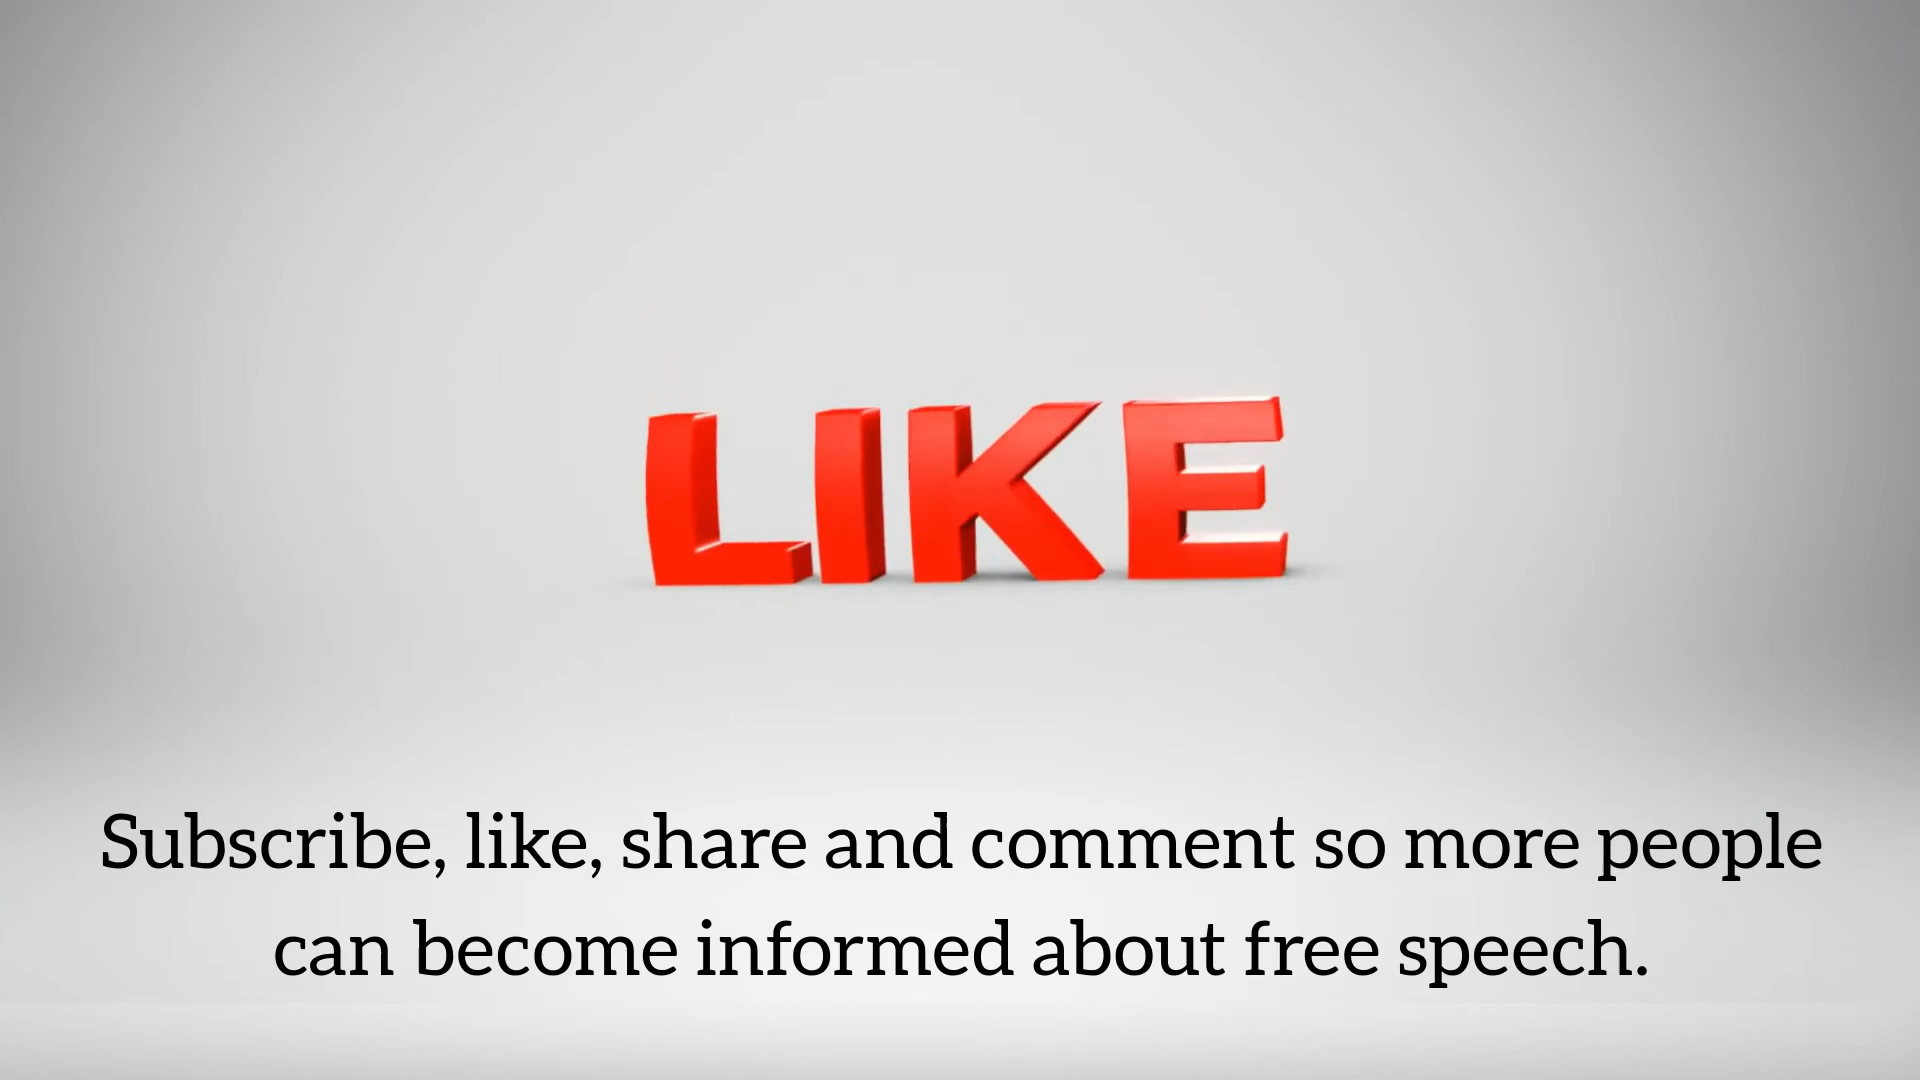 LIKE
Subscribe, like, share and comment so more people
can become informed about free speech.